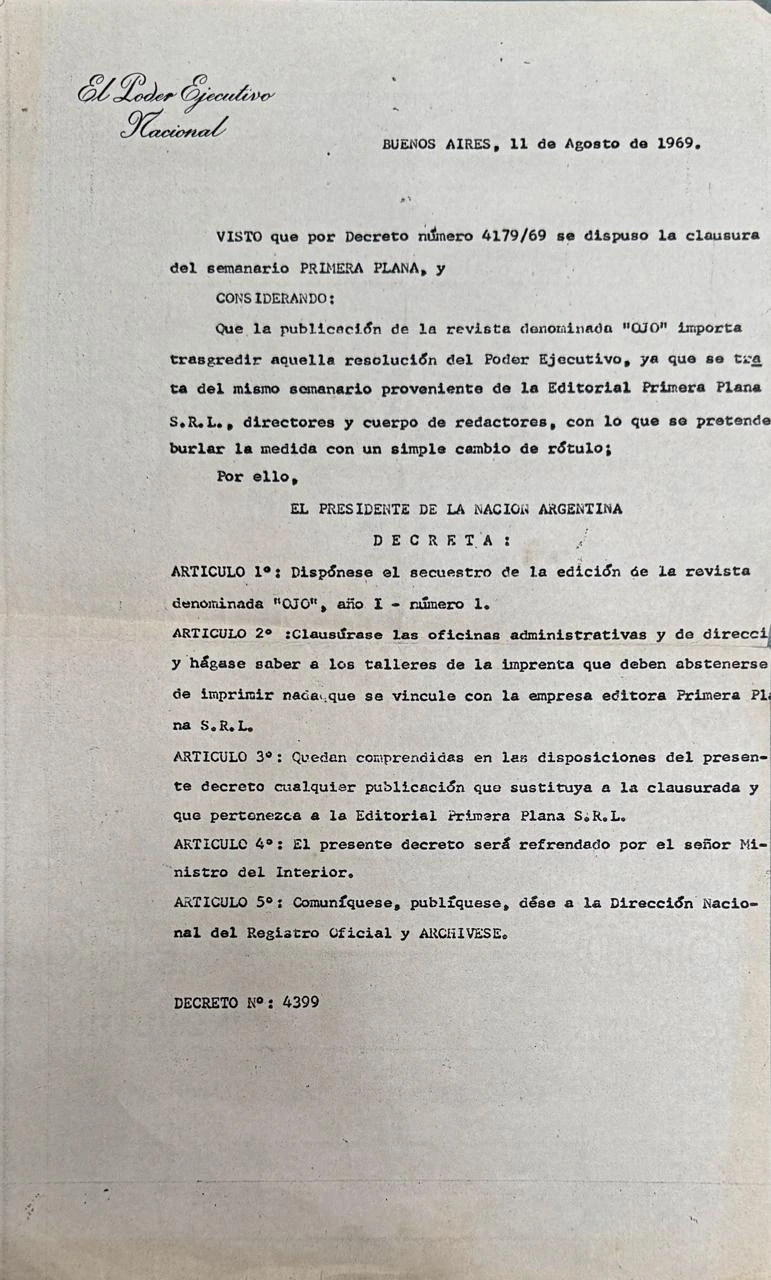 El Poder Ejecutivo
Nacional
BUENOS AIRES, 11 de Agosto de 1969.
VISTO que por Decreto número 4179/69 se dispuso la clausura
del semanario PRIMERA PLANA, y
CONSIDERANDO:
Que la publicación de la revista denominada "OJO" importa
trasgredir aquella resolución del Poder Ejecutivo, ya que se tra
ta del mismo semanario proveniente de la Editorial Primera Plana
S.R.L., directores y cuerpo de redactores, con lo que se pretende
burlar la medida con un simple cambio de rótulo;
Por ello,
EL PRESIDENTE DE LA NACION ARGENTINA
D E C R E T A :
ARTICULO 1º: Dispónese el secuestro de la edición de la revista
denominada "OJO", año I - número 1.
ARTICULO 2º :Clausúrase las oficinas administrativas y de direcci
y hágase saber a los talleres de la imprenta que deben abstenerse
de imprimir nada que se vincule con la empresa editora Primera Pla
na S.R.L.
ARTICULO 3º: Quedan comprendidas en las disposiciones del presen-
te decreto cualquier publicación que sustituya a la clausurada y
que pertenezca a la Editorial Primera Plana S.R.L.
ARTICULO 4º: El presente decreto será refrendado por el señor Mi-
nistro del Interior.
ARTICULO 5º: Comuníquese, publíquese, dése a la Dirección Nacio-
nal del Registro Oficial y ARCHIVESE.
DECRETO Nº: 4399